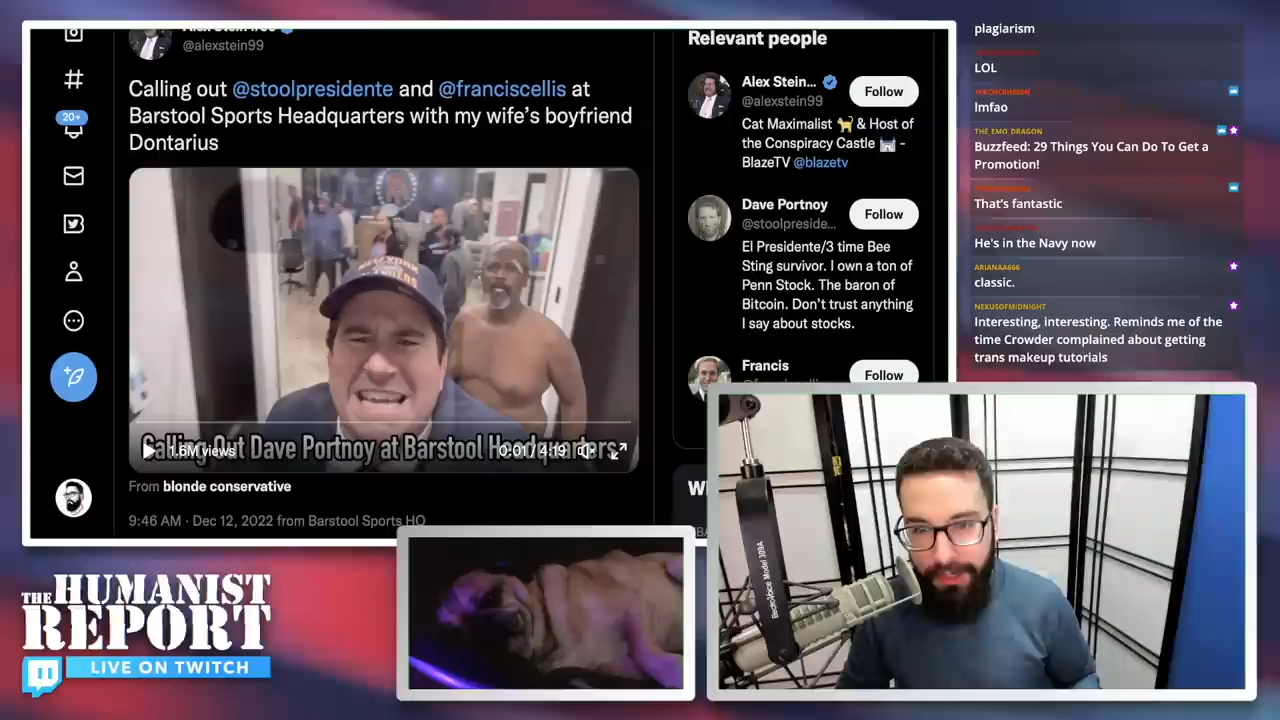 @alexstein99
Calling out @stoolpresidente and @franciscellis at
Barstool Sports Headquarters with my wife's boyfriend
Dontarius
20+
NEW YORK
Calling Out Dave Portnoy at Barstool Headquarters
1.6M views
0:01 / 4:19
From blonde conservative
9:46 AM · Dec 12, 2022 from Barstool Sports HQ
Relevant people
Alex Stein...
Follow
@alexstein99
Cat Maximalist & Host of
the Conspiracy Castle -
BlazeTV @blazetv
Dave Portnoy
Follow
@stoolpreside...
El Presidente/3 time Bee
Sting survivor. I own a ton of
Penn Stock. The baron of
Bitcoin. Don't trust anything
I say about stocks.
Francis
Follow
plagiarism
LOL
lmfao
THE_EMO_DRAGON
Buzzfeed: 29 Things You Can Do To Get a
Promotion!
That's fantastic
He's in the Navy now
ARIANAA666
classic.
NEXUSOFMIDNIGHT
Interesting, interesting. Reminds me of the
time Crowder complained about getting
trans makeup tutorials
THE HUMANIST
REPORT
LIVE ON TWITCH
ElectroVoice Model 309A